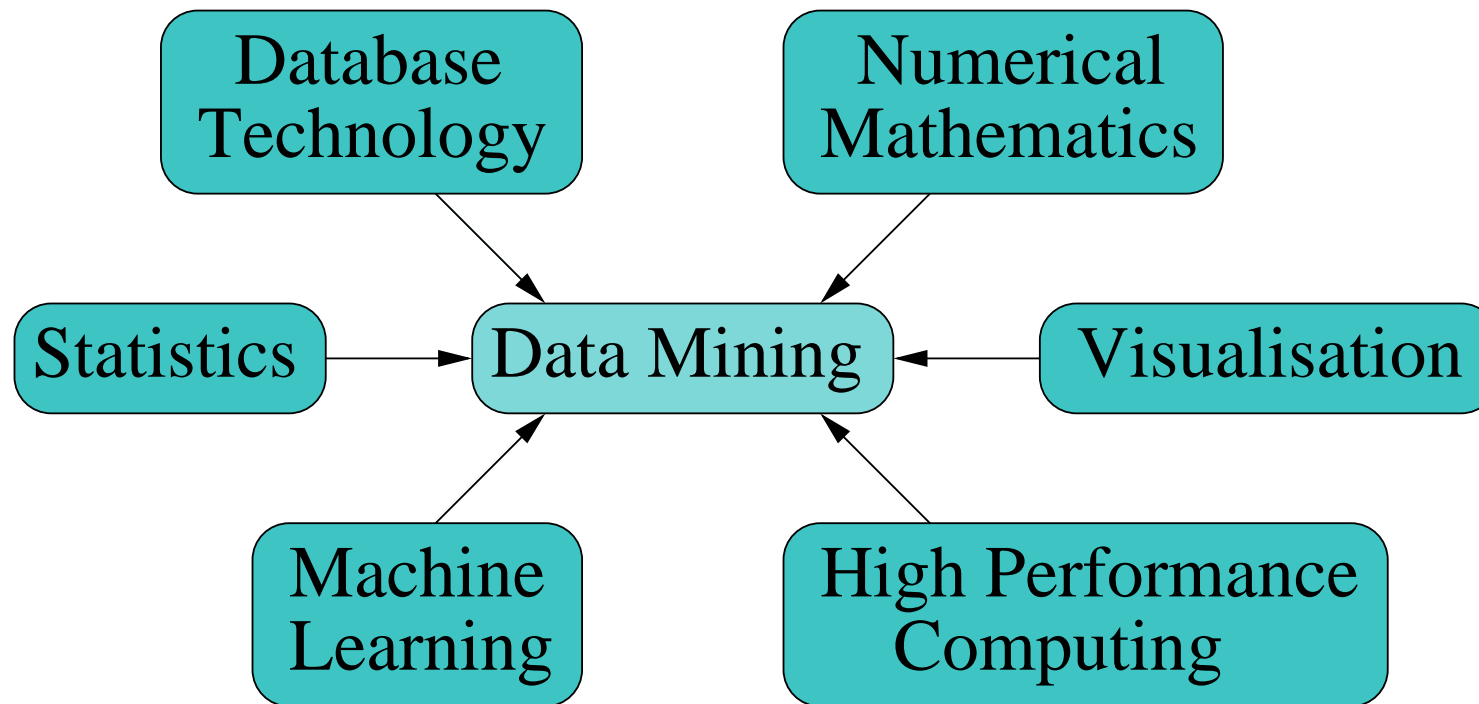 Database
Technology
Numerical
Mathematics
Statistics
Data Mining
Visualisation
Machine
Learning
High Performance
Computing